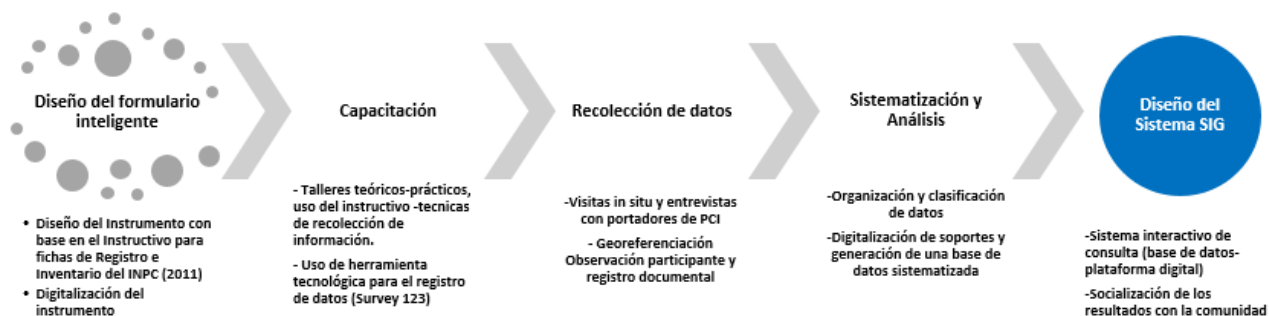 Diseño del formulario
inteligente
• Diseño del Instrumento con
base en el Instructivo para
fichas de Registro e
Inventario del INPC (2011)
• Digitalización del
instrumento
Capacitación
- Talleres teóricos-prácticos,
uso del instructivo -tecnicas
de recolección de
información.
- Uso de herramienta
tecnológica para el registro
de datos (Survey 123)
Recolección de datos
-Visitas in situ y entrevistas
con portadores de PCI
- Georeferenciación
Observación participante y
registro documental
Sistematización y
Análisis
-Organización y clasificación
de datos
-Digitalización de soportes y
generación de una base de
datos sistematizada
Diseño del
Sistema SIG
-Sistema interactivo de
consulta (base de datos-
plataforma digital)
-Socialización de los
resultados con la comunidad